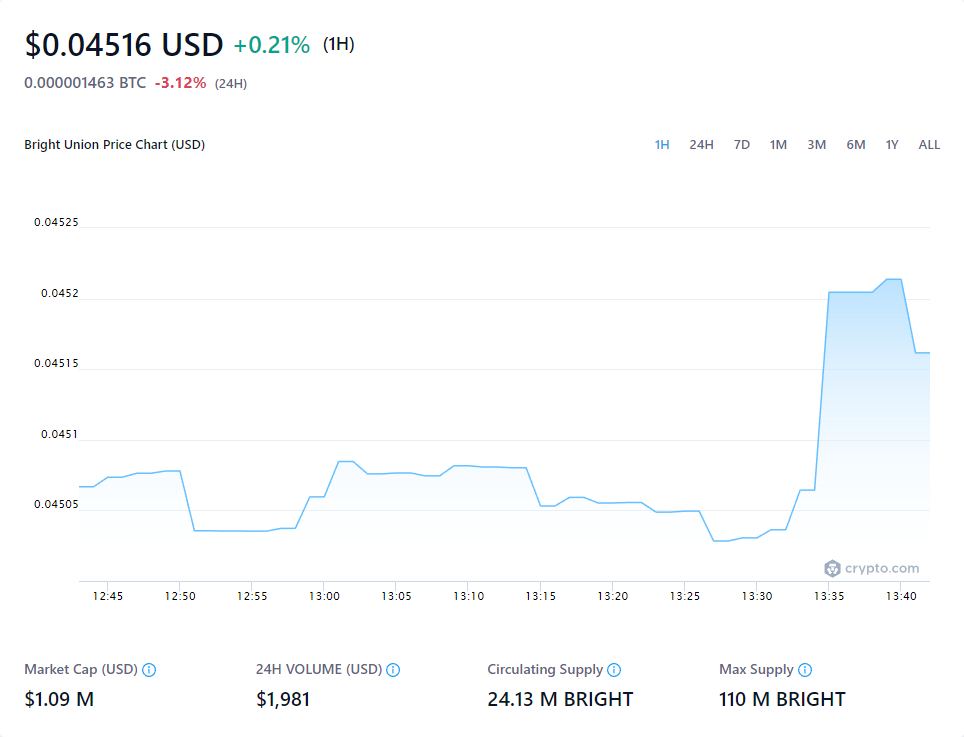 $0.04516 USD +0.21% (1H)
0.000001463 BTC -3.12% (24H)
Bright Union Price Chart (USD)
1H 24H 7D 1M 3M 6M 1Y ALL
0.04525
0.0452
0.04515
0.0451
0.04505
crypto.com
12:45 12:50 12:55 13:00 13:05 13:10 13:15 13:20 13:25 13:30 13:35 13:40
Market Cap (USD) 24H VOLUME (USD) Circulating Supply Max Supply
$1.09 M $1,981 24.13 M BRIGHT 110 M BRIGHT